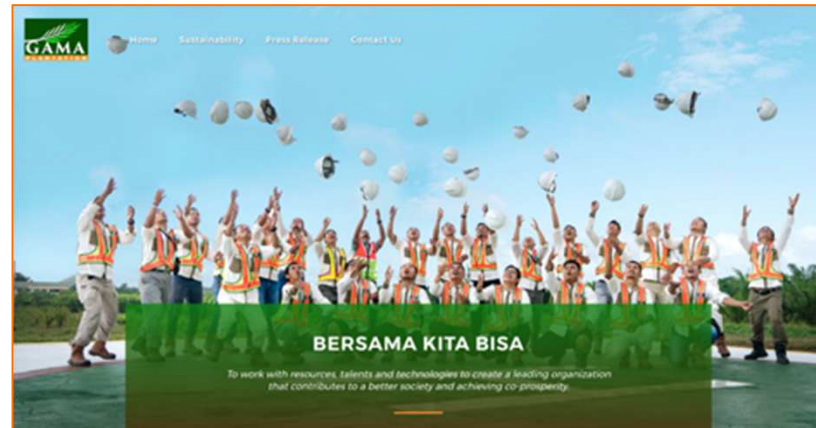 GAMA
PLANTATION
Home Sustainability Press Release Contact Us
BERSAMA KITA BISA
To work with resources, talents and technologies to create a leading organization
that contributes to a better society and achieving co-prosperity.